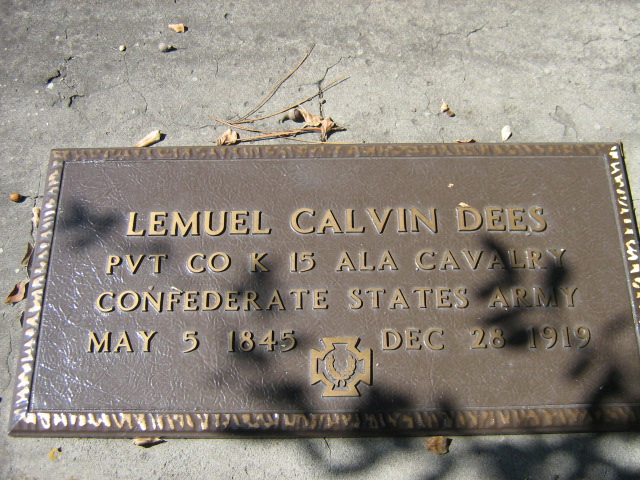 LEMUEL CALVIN DEES
PVT CO K 15 ALA CAVALRY
CONFEDERATE STATES ARMY
MAY 5 1845 DEC 28 1919